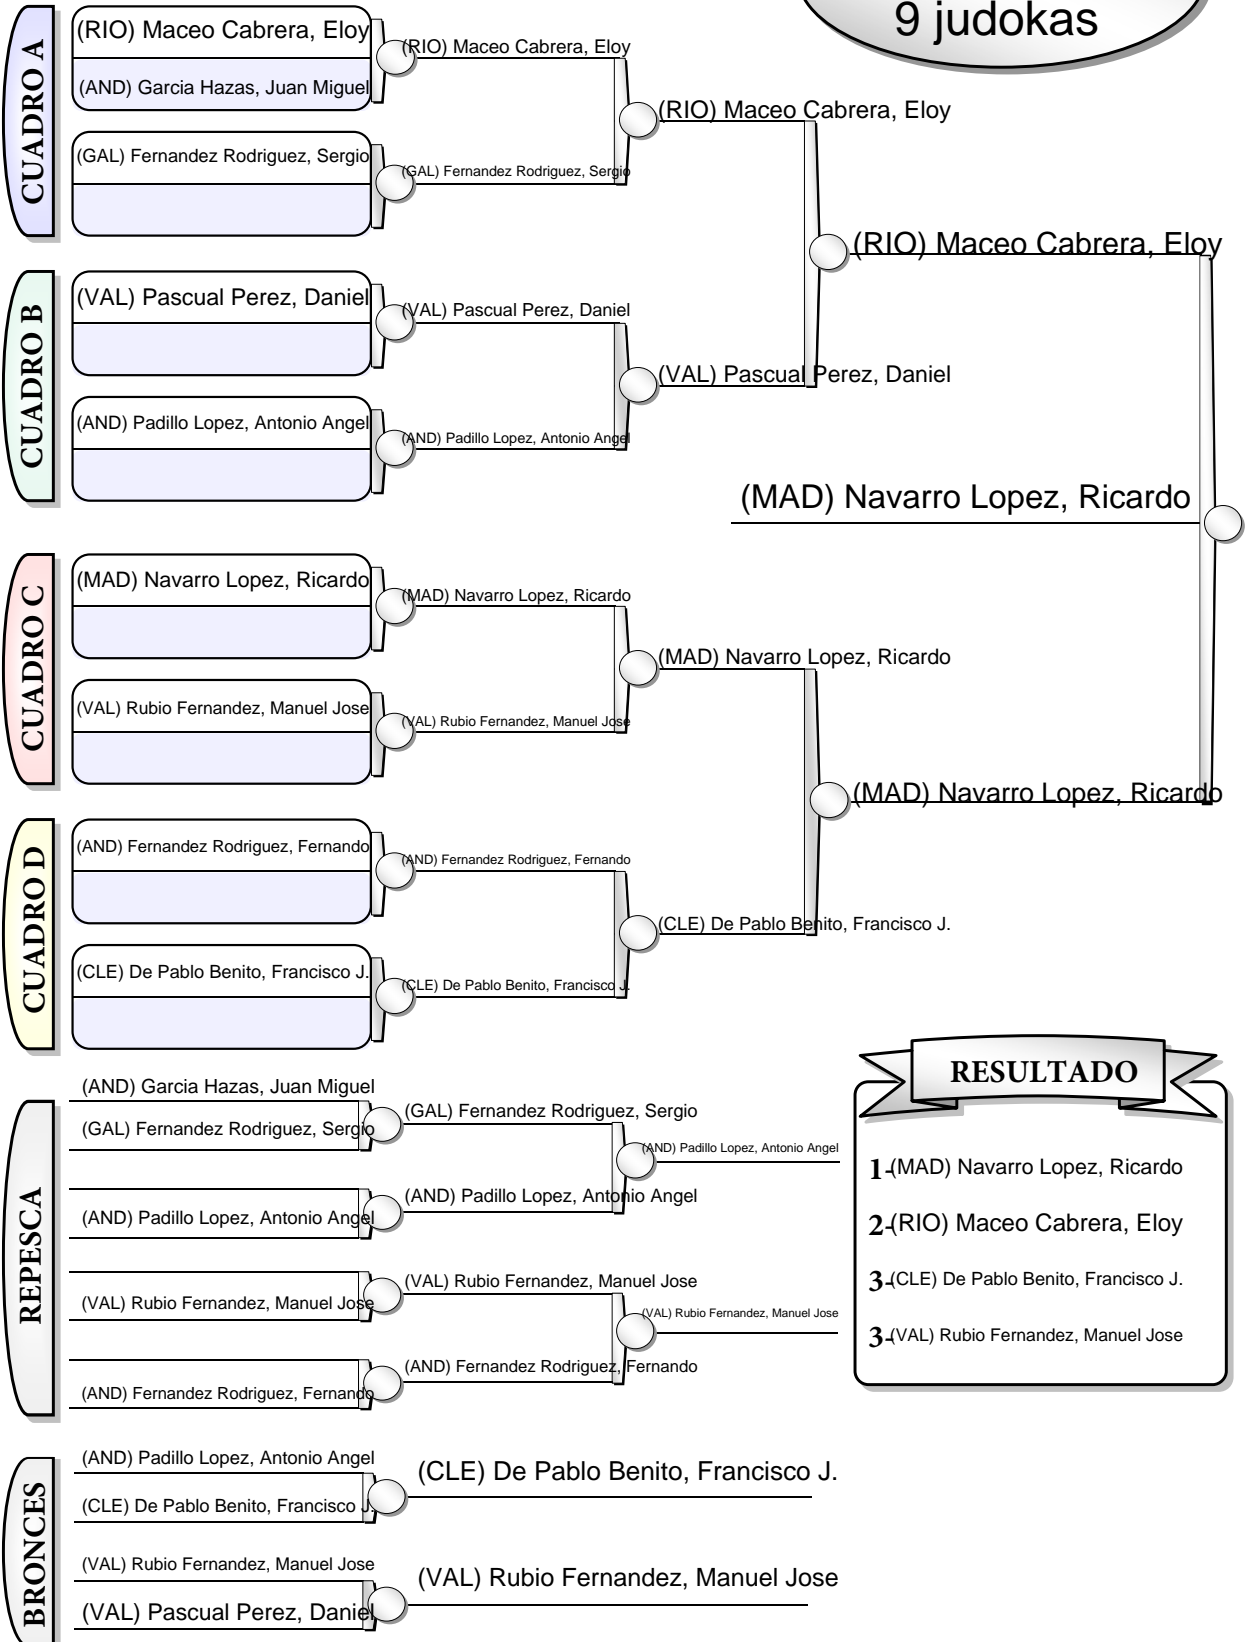 9 judokas
CUADRO A
(RIO) Maceo Cabrera, Eloy
(AND) Garcia Hazas, Juan Miguel
(GAL) Fernandez Rodriguez, Sergio
(RIO) Maceo Cabrera, Eloy
(GAL) Fernandez Rodriguez, Sergio
(RIO) Maceo Cabrera, Eloy
(RIO) Maceo Cabrera, Eloy
CUADRO B
(VAL) Pascual Perez, Daniel
(AND) Padillo Lopez, Antonio Angel
(VAL) Pascual Perez, Daniel
(AND) Padillo Lopez, Antonio Angel
(VAL) Pascual Perez, Daniel
(MAD) Navarro Lopez, Ricardo
CUADRO C
(MAD) Navarro Lopez, Ricardo
(VAL) Rubio Fernandez, Manuel Jose
(MAD) Navarro Lopez, Ricardo
(VAL) Rubio Fernandez, Manuel Jose
(MAD) Navarro Lopez, Ricardo
(MAD) Navarro Lopez, Ricardo
CUADRO D
(AND) Fernandez Rodriguez, Fernando
(CLE) De Pablo Benito, Francisco J.
(AND) Fernandez Rodriguez, Fernando
(CLE) De Pablo Benito, Francisco J.
(CLE) De Pablo Benito, Francisco J.
REPESCA
(AND) Garcia Hazas, Juan Miguel
(GAL) Fernandez Rodriguez, Sergio
(AND) Padillo Lopez, Antonio Angel
(VAL) Rubio Fernandez, Manuel Jose
(AND) Fernandez Rodriguez, Fernando
(GAL) Fernandez Rodriguez, Sergio
(AND) Padillo Lopez, Antonio Angel
(VAL) Rubio Fernandez, Manuel Jose
(AND) Fernandez Rodriguez, Fernando
(AND) Padillo Lopez, Antonio Angel
(VAL) Rubio Fernandez, Manuel Jose
RESULTADO
1-(MAD) Navarro Lopez, Ricardo
2-(RIO) Maceo Cabrera, Eloy
3-(CLE) De Pablo Benito, Francisco J.
3-(VAL) Rubio Fernandez, Manuel Jose
BRONCES
(AND) Padillo Lopez, Antonio Angel
(CLE) De Pablo Benito, Francisco J.
(CLE) De Pablo Benito, Francisco J.
(VAL) Rubio Fernandez, Manuel Jose
(VAL) Pascual Perez, Daniel
(VAL) Rubio Fernandez, Manuel Jose